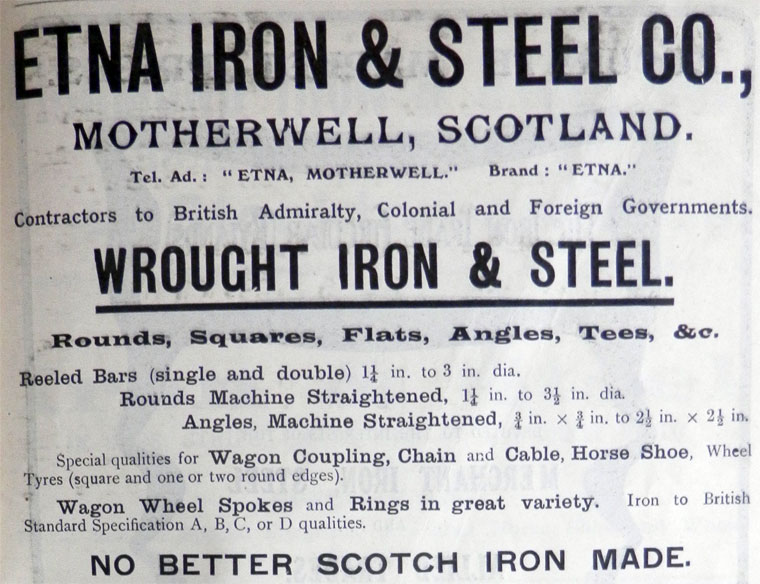 ETNA IRON & STEEL CO.,
MOTHERWELL, SCOTLAND.
Tel. Ad.: "ETNA, MOTHERWELL." Brand: "ETNA."
Contractors to British Admiralty, Colonial and Foreign Governments.
WROUGHT IRON & STEEL.
Rounds, Squares, Flats, Angles, Tees, &c.
Reeled Bars (single and double) 1¼ in. to 3 in. dia.
Rounds Machine Straightened, 1¼ in. to 3½ in. dia.
Angles, Machine Straightened, ¾ in. × ¾ in. to 2½ in. × 2½ in.
Special qualities for Wagon Coupling, Chain and Cable, Horse Shoe, Wheel
Tyres (square and one or two round edges).
Wagon Wheel Spokes and Rings in great variety. Iron to British
Standard Specification A, B, C, or D qualities.
NO BETTER SCOTCH IRON MADE.